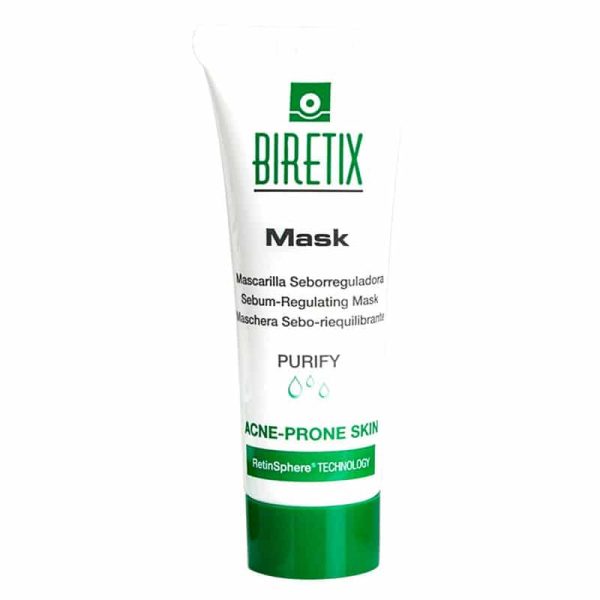 BIRETIX
Mask
Mascarilla Seborreguladora
Sebum-Regulating Mask
Maschera Sebo-riequilibrante
PURIFY
ACNE-PRONE SKIN
RetinSphere® TECHNOLOGY